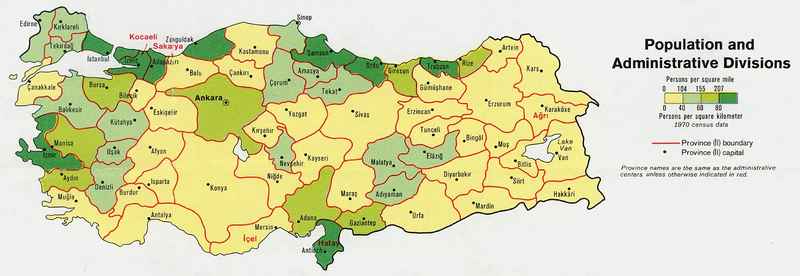 Population and
Administrative Divisions
Persons per square mile
0 104 155 207
0 40 60 80
Persons per square kilometer
1970 census data
Province (İl) boundary
Province (İl) capital
Province names are the same as the administrative
centers, unless otherwise indicated in red.
Edirne
Kırklareli
Tekirdağ
İstanbul
Kocaeli
İzmit
Sakarya
Adapazarı
Zonguldak
Bolu
Kastamonu
Sinop
Çankırı
Samsun
Amasya
Çorum
Tokat
Ordu
Giresun
Trabzon
Rize
Gümüşhane
Artvin
Kars
Çanakkale
Balıkesir
Bursa
Bilecik
Eskişehir
Kütahya
Ankara
Kırşehir
Yozgat
Sivas
Erzincan
Erzurum
Karaköse
Ağrı
Tunceli
Bingöl
Muş
Lake
Van
Van
Bitlis
Manisa
İzmir
Uşak
Afyon
Aydın
Denizli
Muğla
Burdur
Isparta
Antalya
Konya
Nevşehir
Niğde
Kayseri
Malatya
Elâzığ
Adıyaman
Diyarbakır
Siirt
Hakkâri
Mardin
Urfa
Maraş
Gaziantep
Adana
Mersin
İçel
Hatay
Antioch